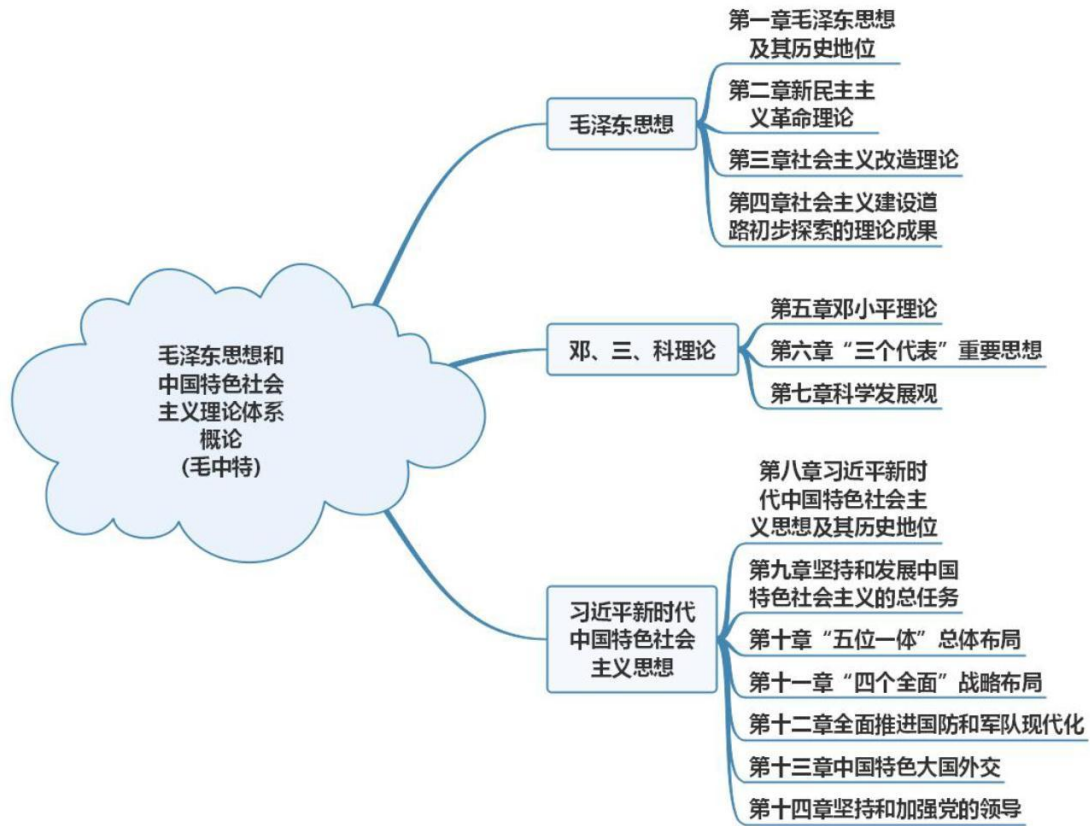 毛泽东思想和
中国特色社会
主义理论体系
概论
(毛中特)
毛泽东思想
第一章毛泽东思想
及其历史地位
第二章新民主主
义革命理论
第三章社会主义改造理论
第四章社会主义建设道
路初步探索的理论成果
邓、三、科理论
第五章邓小平理论
第六章“三个代表”重要思想
第七章科学发展观
习近平新时代
中国特色社会
主义思想
第八章习近平新时
代中国特色社会主
义思想及其历史地位
第九章坚持和发展中国
特色社会主义的总任务
第十章“五位一体”总体布局
第十一章“四个全面”战略布局
第十二章全面推进国防和军队现代化
第十三章中国特色大国外交
第十四章坚持和加强党的领导